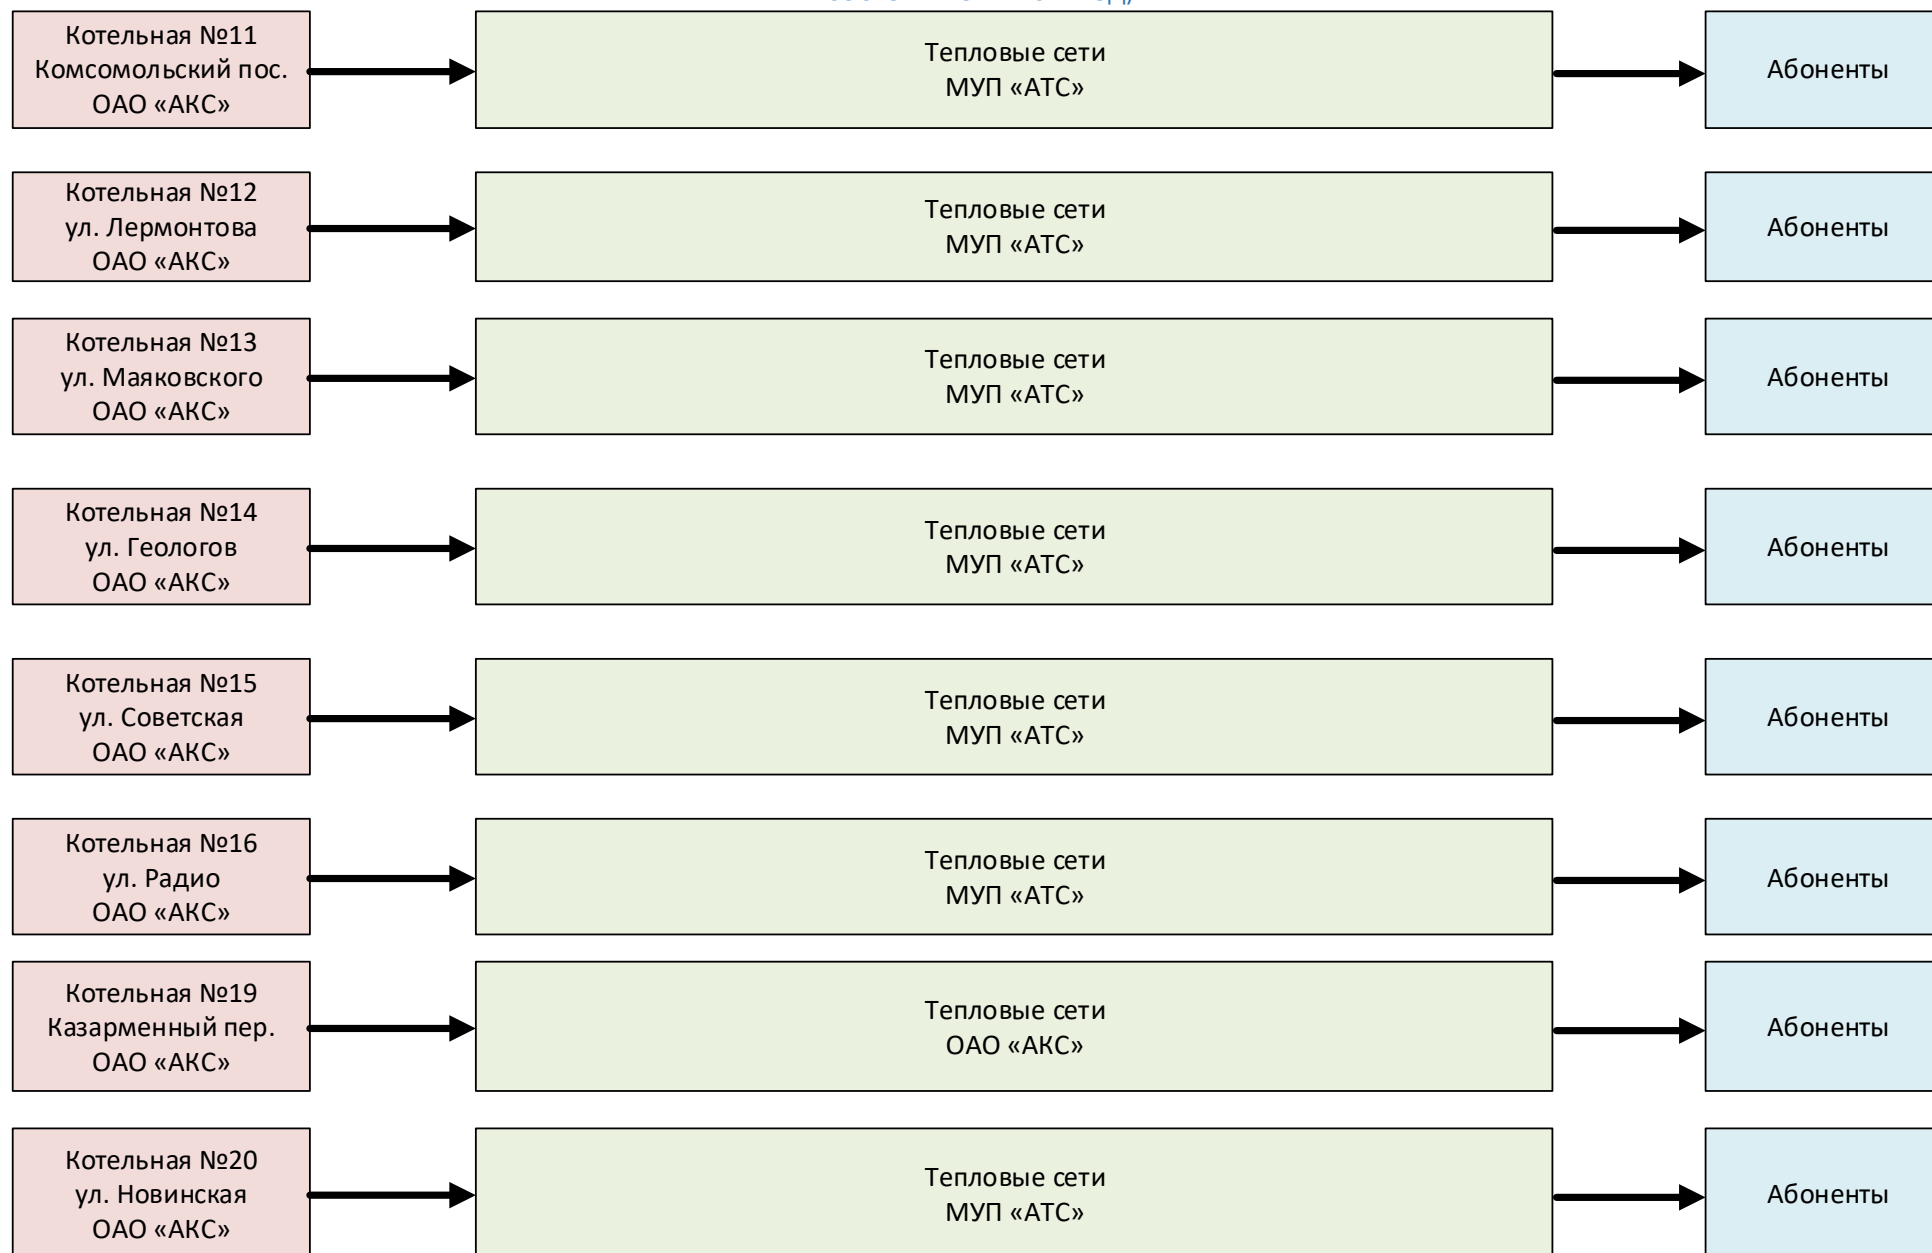 Котельная №11
Комсомольский пос.
ОАО «АКС»
Тепловые сети
МУП «АТС»
Абоненты
Котельная №12
ул. Лермонтова
ОАО «АКС»
Тепловые сети
МУП «АТС»
Абоненты
Котельная №13
ул. Маяковского
ОАО «АКС»
Тепловые сети
МУП «АТС»
Абоненты
Котельная №14
ул. Геологов
ОАО «АКС»
Тепловые сети
МУП «АТС»
Абоненты
Котельная №15
ул. Советская
ОАО «АКС»
Тепловые сети
МУП «АТС»
Абоненты
Котельная №16
ул. Радио
ОАО «АКС»
Тепловые сети
МУП «АТС»
Абоненты
Котельная №19
Казарменный пер.
ОАО «АКС»
Тепловые сети
ОАО «АКС»
Абоненты
Котельная №20
ул. Новинская
ОАО «АКС»
Тепловые сети
МУП «АТС»
Абоненты